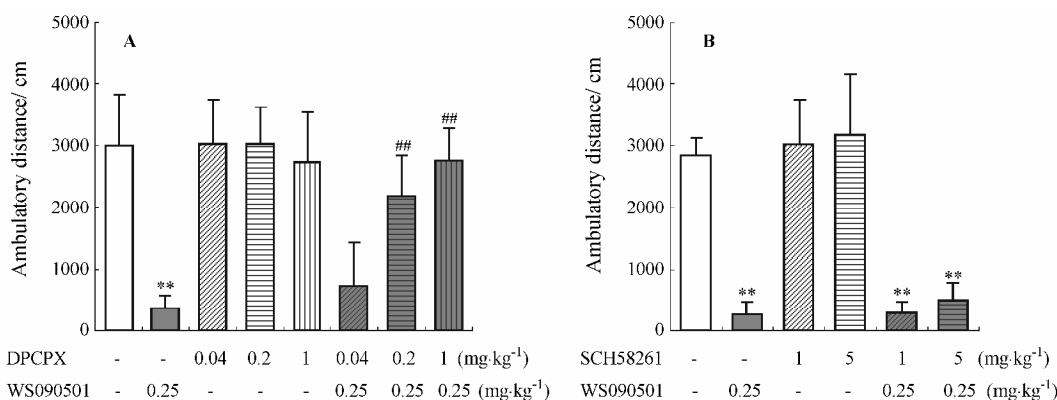 5000
A
4000
##
##
3000
2000
1000
**
0
Ambulatory distance/ cm
DPCPX - - 0.04 0.2 1 0.04 0.2 1 (mg·kg⁻¹)
WS090501 - 0.25 - - - 0.25 0.25 0.25 (mg·kg⁻¹)
5000
B
4000
3000
2000
1000
** ** **
0
Ambulatory distance/ cm
SCH58261 - - 1 5 1 5 (mg·kg⁻¹)
WS090501 - 0.25 - - 0.25 0.25 (mg·kg⁻¹)